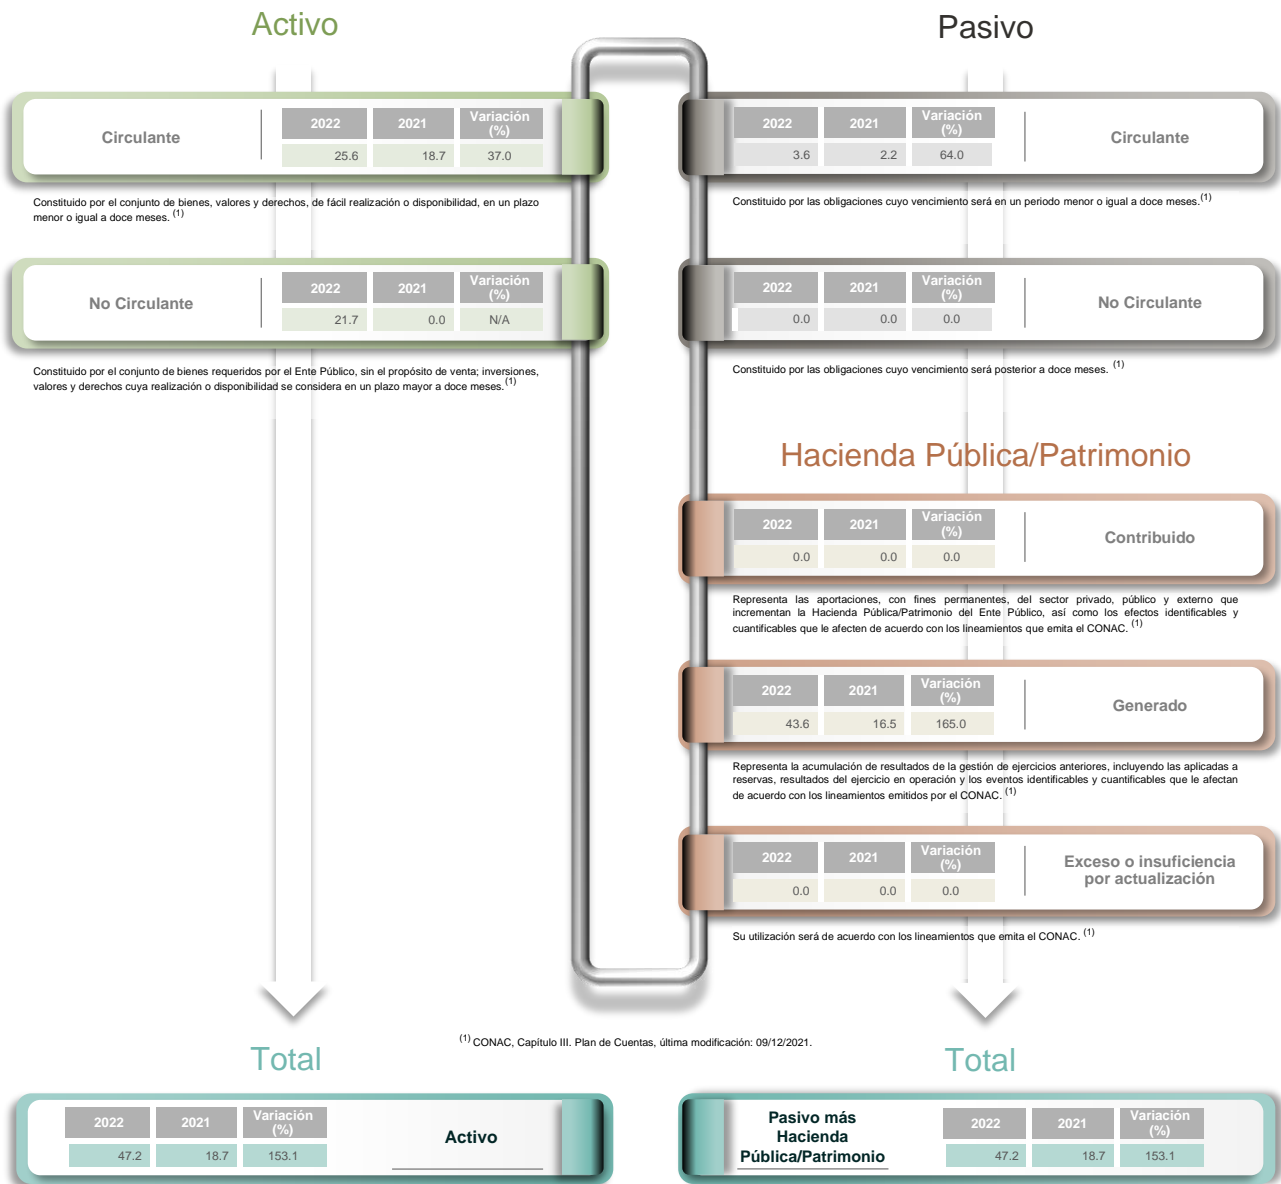 Activo
Circulante
2022 2021 Variación (%)
25.6 18.7 37.0
Constituido por el conjunto de bienes, valores y derechos, de fácil realización o disponibilidad, en un plazo
menor o igual a doce meses. (1)
No Circulante
2022 2021 Variación (%)
21.7 0.0 N/A
Constituido por el conjunto de bienes requeridos por el Ente Público, sin el propósito de venta; inversiones,
valores y derechos cuya realización o disponibilidad se considera en un plazo mayor a doce meses. (1)
Pasivo
2022 2021 Variación (%)
3.6 2.2 64.0
Circulante
Constituido por las obligaciones cuyo vencimiento será en un periodo menor o igual a doce meses. (1)
2022 2021 Variación (%)
0.0 0.0 0.0
No Circulante
Constituido por las obligaciones cuyo vencimiento será posterior a doce meses. (1)
Hacienda Pública/Patrimonio
2022 2021 Variación (%)
0.0 0.0 0.0
Contribuido
Representa las aportaciones, con fines permanentes, del sector privado, público y externo que
incrementan la Hacienda Pública/Patrimonio del Ente Público, así como los efectos identificables y
cuantificables que le afecten de acuerdo con los lineamientos que emita el CONAC. (1)
2022 2021 Variación (%)
43.6 16.5 165.0
Generado
Representa la acumulación de resultados de la gestión de ejercicios anteriores, incluyendo las aplicadas a
reservas, resultados del ejercicio en operación y los eventos identificables y cuantificables que le afectan
de acuerdo con los lineamientos emitidos por el CONAC. (1)
2022 2021 Variación (%)
0.0 0.0 0.0
Exceso o insuficiencia
por actualización
Su utilización será de acuerdo con los lineamientos que emita el CONAC. (1)
(1) CONAC, Capítulo III. Plan de Cuentas, última modificación: 09/12/2021.
Total
2022 2021 Variación (%)
47.2 18.7 153.1
Activo
Total
Pasivo más
Hacienda
Pública/Patrimonio
2022 2021 Variación (%)
47.2 18.7 153.1